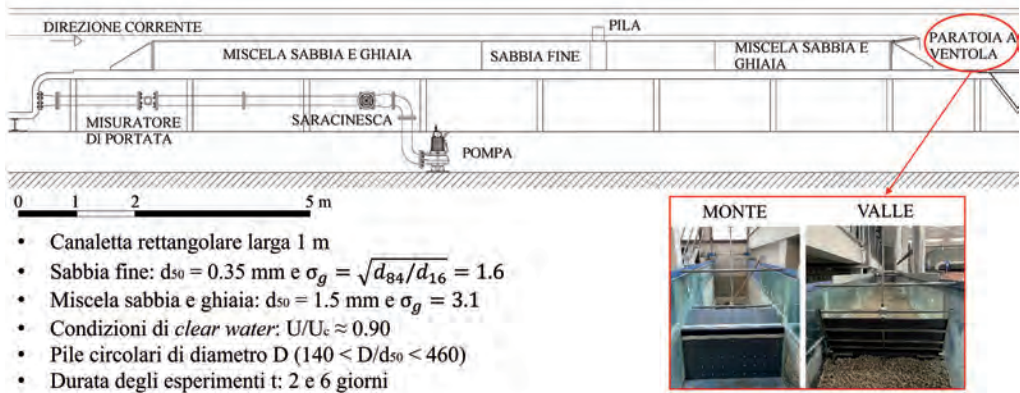 DIREZIONE CORRENTE
PILA
PARATOIA A
VENTOLA
MISCELA SABBIA E GHIAIA
SABBIA FINE
MISCELA SABBIA E
GHIAIA
MISURATORE
DI PORTATA
SARACINESCA
POMPA
0 1 2 5 m
MONTE
VALLE
• Canaletta rettangolare larga 1 m
• Sabbia fine: d₅₀ = 0.35 mm e σg = √d₈₄/d₁₆ = 1.6
• Miscela sabbia e ghiaia: d₅₀ = 1.5 mm e σg = 3.1
• Condizioni di clear water: U/Uc ≈ 0.90
• Pile circolari di diametro D (140 < D/d₅₀ < 460)
• Durata degli esperimenti t: 2 e 6 giorni